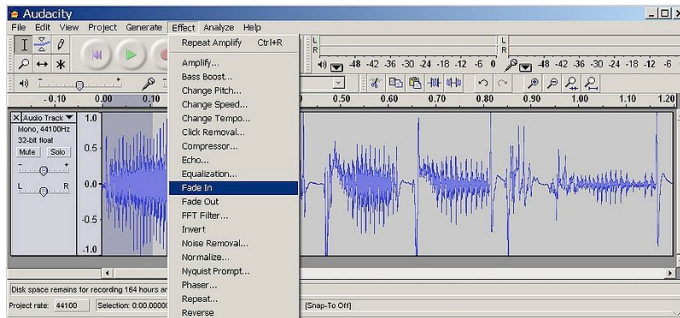 Audacity
File Edit View Project Generate Effect Analyze Help
Repeat Amplify Ctrl+R
Amplify...
Bass Boost...
Change Pitch...
Change Speed...
Change Tempo...
Click Removal...
Compressor...
Echo...
Equalization...
Fade In
Fade Out
FFT Filter...
Invert
Noise Removal...
Normalize...
Nyquist Prompt...
Phaser...
Repeat...
Reverse
L
R
-48 -42 -36 -30 -24 -18 -12 -6 0
L
R
-48 -42 -36 -30 -24 -18 -12 -6
-0.10 0.00 0.10 0.50 0.60 0.70 0.80 0.90 1.00 1.10 1.20
X Audio Track
Mono, 44100Hz
32-bit float
Mute Solo
- +
L R
1.0
0.5
0.0
-0.5
-1.0
Disk space remains for recording 164 hours ar
Project rate: 44100 Selection: 0:00.0000 [Snap-To Off]